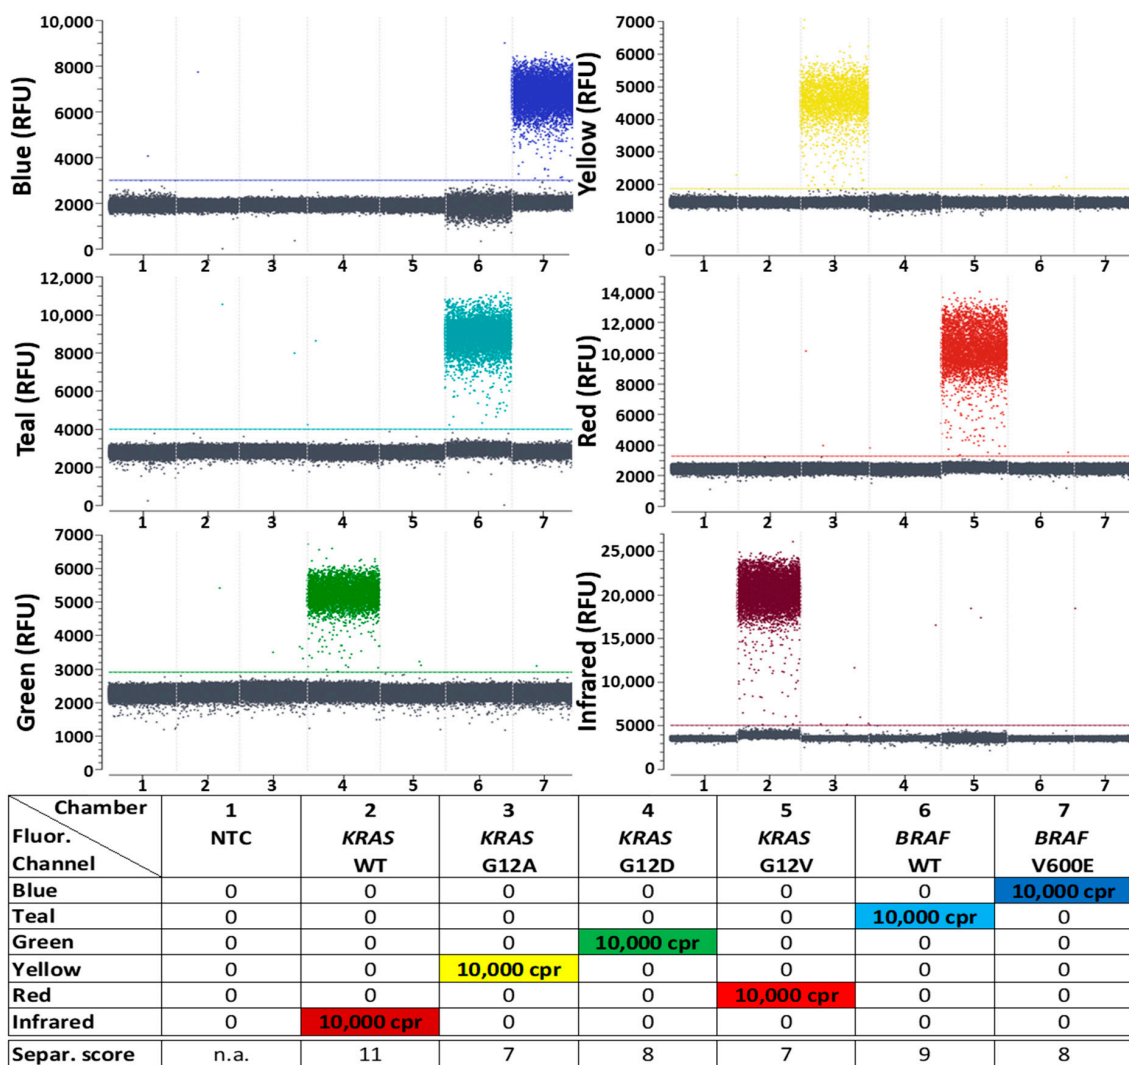 Blue (RFU)
10,000
8000
6000
4000
2000
0
1 2 3 4 5 6 7
Yellow (RFU)
7000
6000
5000
4000
3000
2000
1000
0
1 2 3 4 5 6 7
Teal (RFU)
12,000
10,000
8000
6000
4000
2000
0
1 2 3 4 5 6 7
Red (RFU)
14,000
12,000
10,000
8000
6000
4000
2000
0
1 2 3 4 5 6 7
Green (RFU)
7000
6000
5000
4000
3000
2000
1000
0
1 2 3 4 5 6 7
Infrared (RFU)
25,000
20,000
15,000
10,000
5000
0
1 2 3 4 5 6 7
Chamber 1 2 3 4 5 6 7
Fluor. NTC KRAS KRAS KRAS KRAS BRAF BRAF
Channel WT G12A G12D G12V WT V600E
Blue 0 0 0 0 0 0 10,000 cpr
Teal 0 0 0 0 0 10,000 cpr 0
Green 0 0 0 10,000 cpr 0 0 0
Yellow 0 0 10,000 cpr 0 0 0 0
Red 0 0 0 0 10,000 cpr 0 0
Infrared 0 10,000 cpr 0 0 0 0 0
Separ. score n.a. 11 7 8 7 9 8